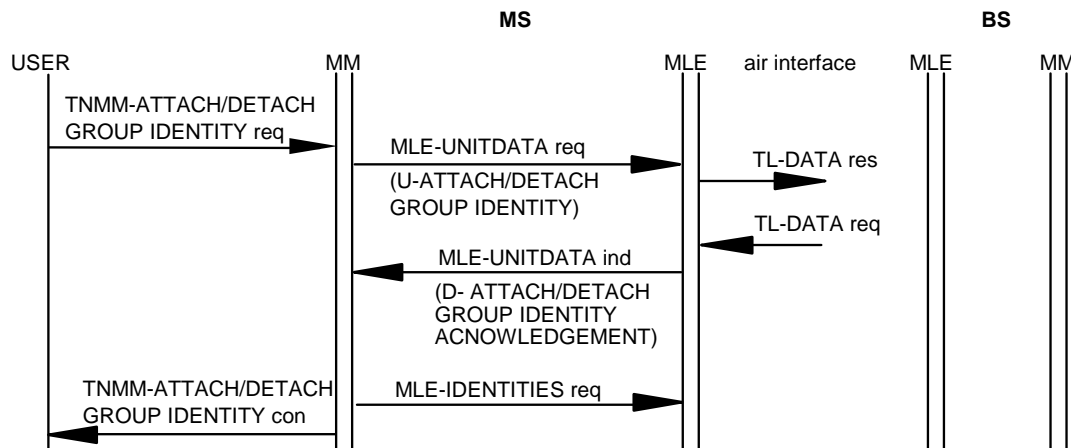 MS
BS
USER
MM
MLE
air interface
MLE
MM
TNMM-ATTACH/DETACH
GROUP IDENTITY req
MLE-UNITDATA req
(U-ATTACH/DETACH
GROUP IDENTITY)
TL-DATA res
TL-DATA req
MLE-UNITDATA ind
(D- ATTACH/DETACH
GROUP IDENTITY
ACNOWLEDGEMENT)
TNMM-ATTACH/DETACH
GROUP IDENTITY con
MLE-IDENTITIES req